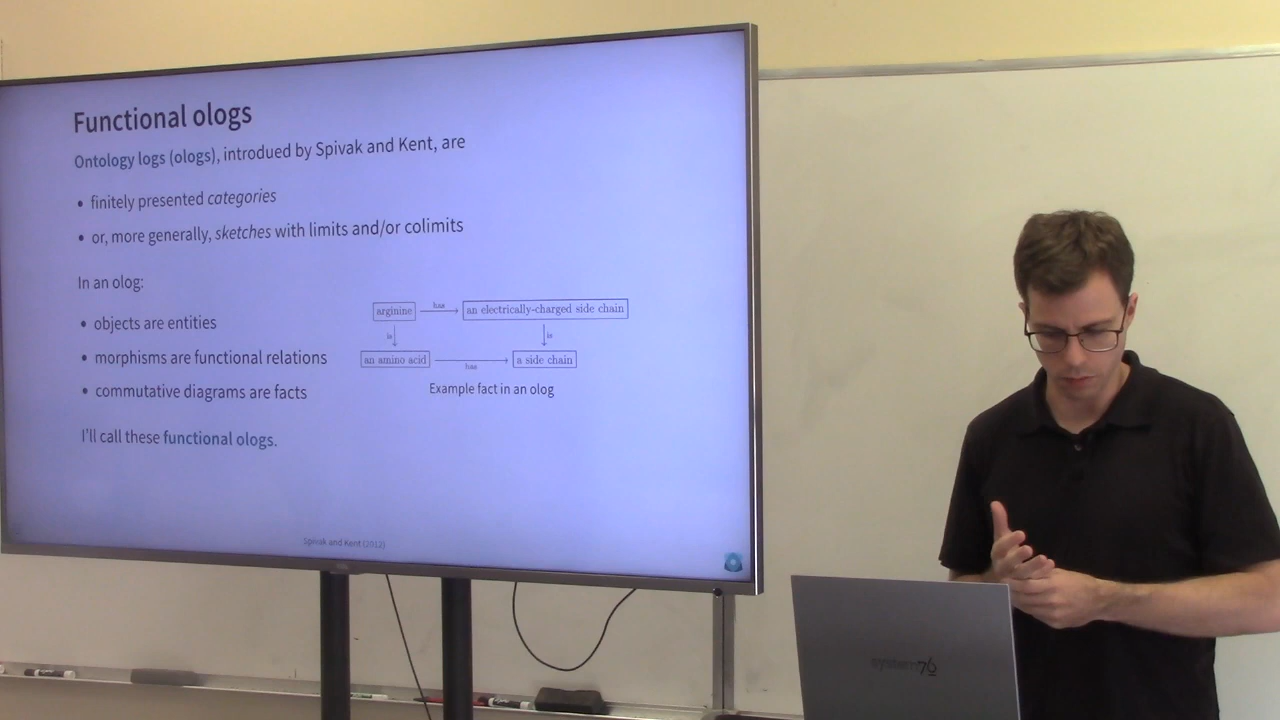 Functional ologs
Ontology logs (ologs), introdued by Spivak and Kent, are
• finitely presented categories
• or, more generally, sketches with limits and/or colimits
In an olog:
• objects are entities
• morphisms are functional relations
• commutative diagrams are facts
arginine has an electrically-charged side chain
is is
an amino acid has a side chain
Example fact in an olog
I'll call these functional ologs.
Spivak and Kent (2012)
system76